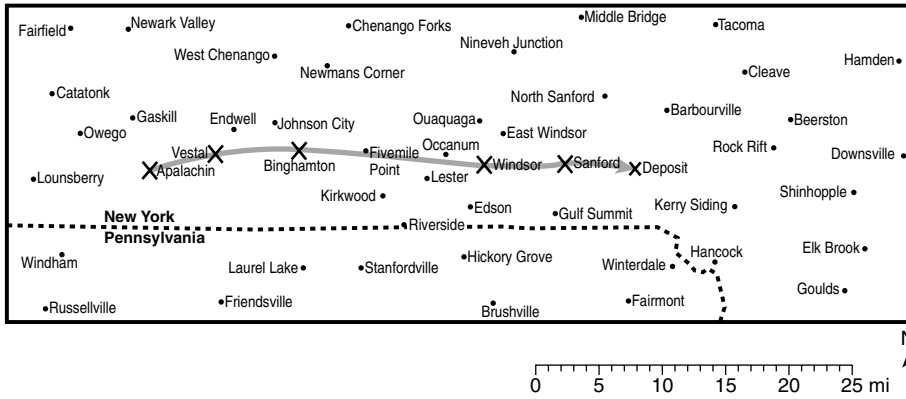 Middle Bridge
Newark Valley
Tacoma
Fairfield
Chenango Forks
Nineveh Junction
West Chenango
Hamden
Newmans Corner
Cleave
Catatonk
North Sanford
Barbourville
Gaskill
Endwell
Johnson City
Ouaquaga
Beerston
Owego
East Windsor
Vestal
Fivemile
Point
Occanum
Rock Rift
Downsville
Apalachin
Binghamton
Windsor
Sanford
Deposit
Lounsberry
Lester
Shinhopple
Kirkwood
Edson
Gulf Summit
Kerry Siding
New York
Riverside
Pennsylvania
Hancock
Elk Brook
Windham
Laurel Lake
Stanfordville
Hickory Grove
Winterdale
Goulds
Russellville
Friendsville
Brushville
Fairmont
N
0 5 10 15 20 25 mi